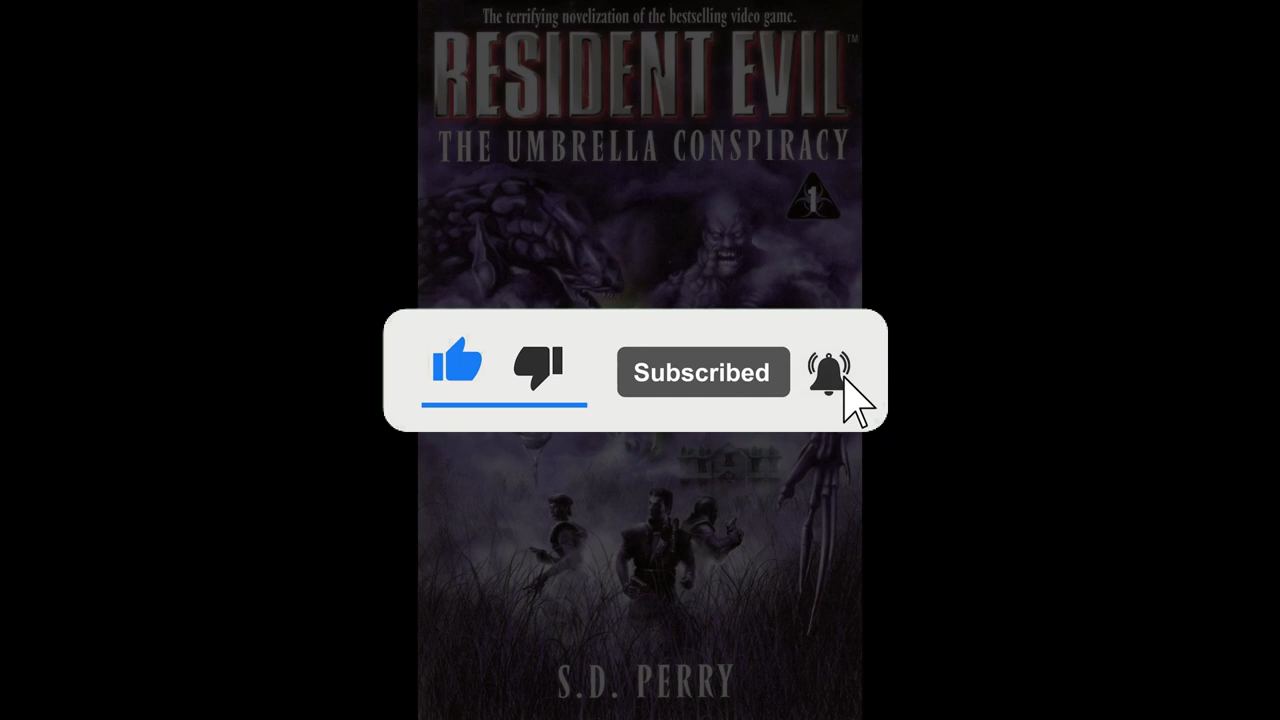 The terrifying novelization of the bestselling video game.
RESIDENT EVIL™
THE UMBRELLA CONSPIRACY
1
Subscribed
S.D. PERRY